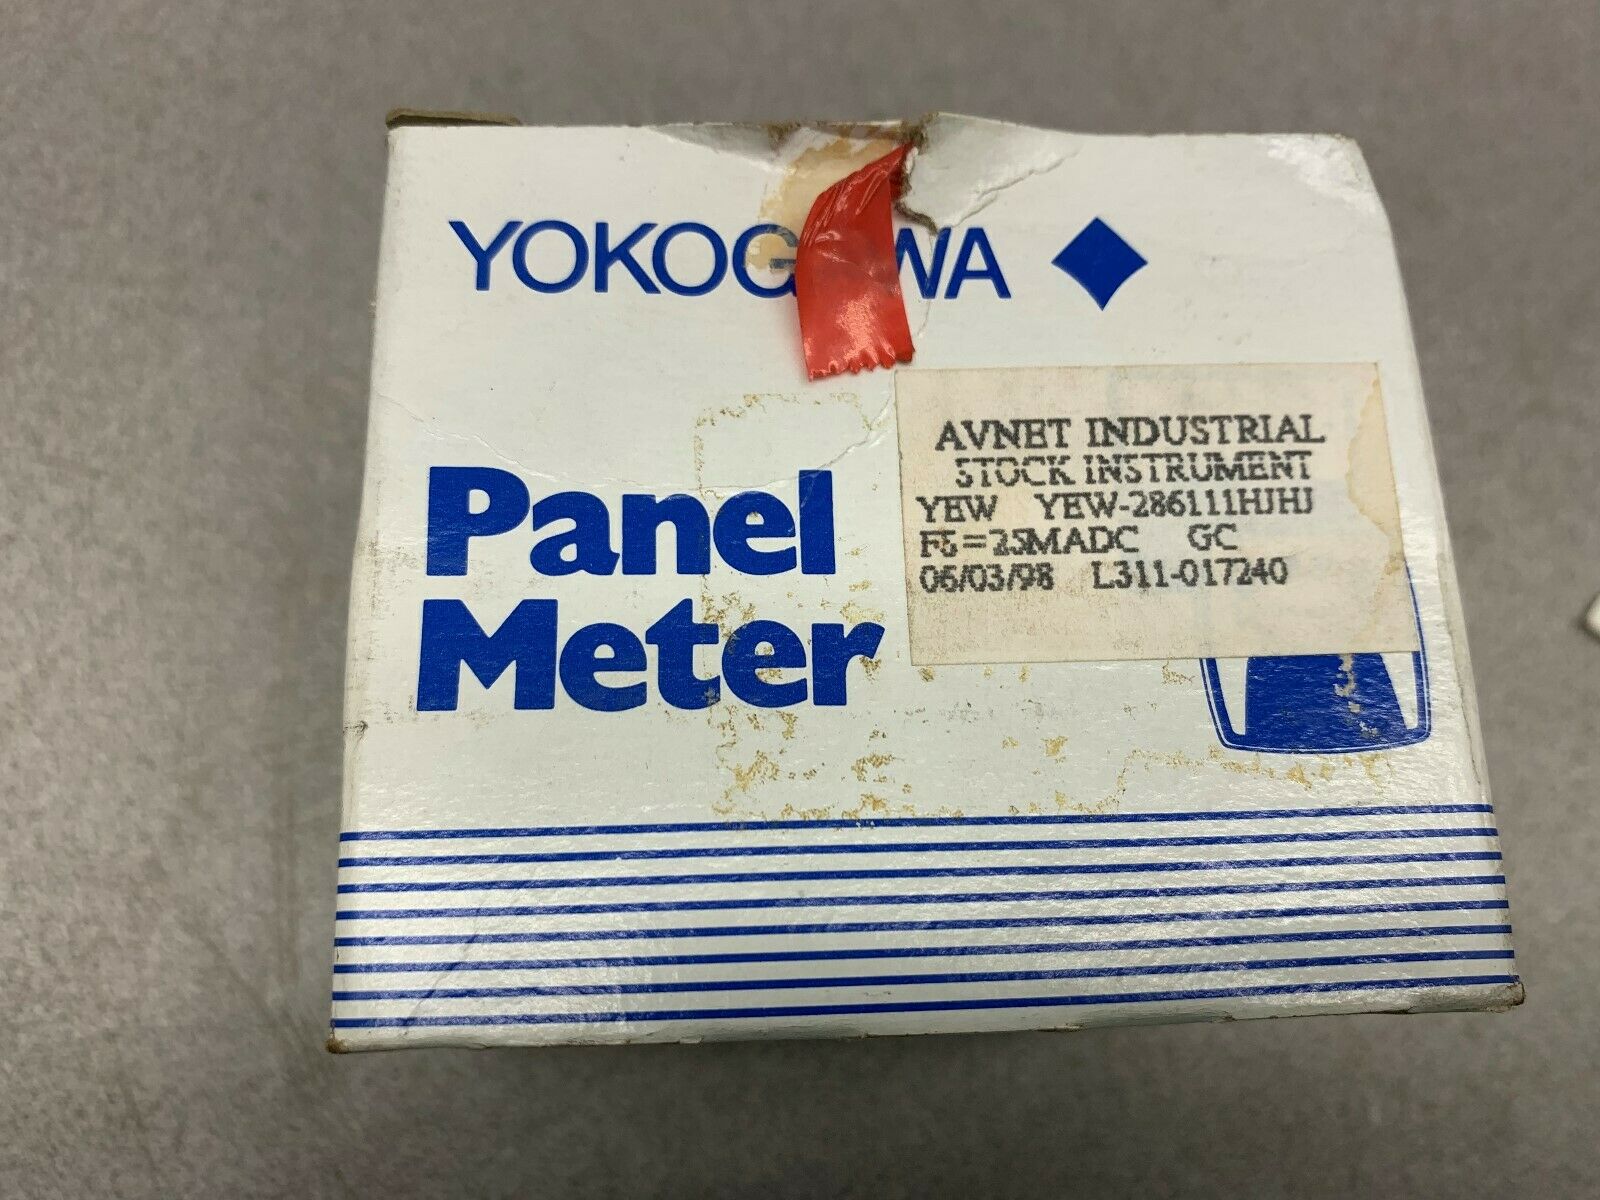 YOKOGAWA
Panel
Meter
AVNET INDUSTRIAL
STOCK INSTRUMENT
YEW YEW-286111HJHJ
FS=25MADC GC
06/03/98 L311-017240